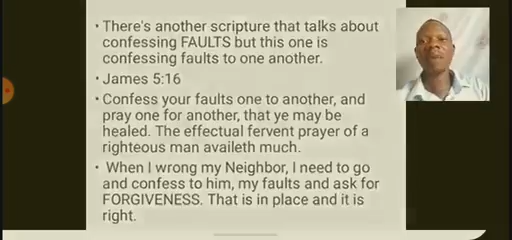 • There's another scripture that talks about
confessing FAULTS but this one is
confessing faults to one another.
• James 5:16
• Confess your faults one to another, and
pray one for another, that ye may be
healed. The effectual fervent prayer of a
righteous man availeth much.
• When I wrong my Neighbor, I need to go
and confess to him, my faults and ask for
FORGIVENESS. That is in place and it is
right.